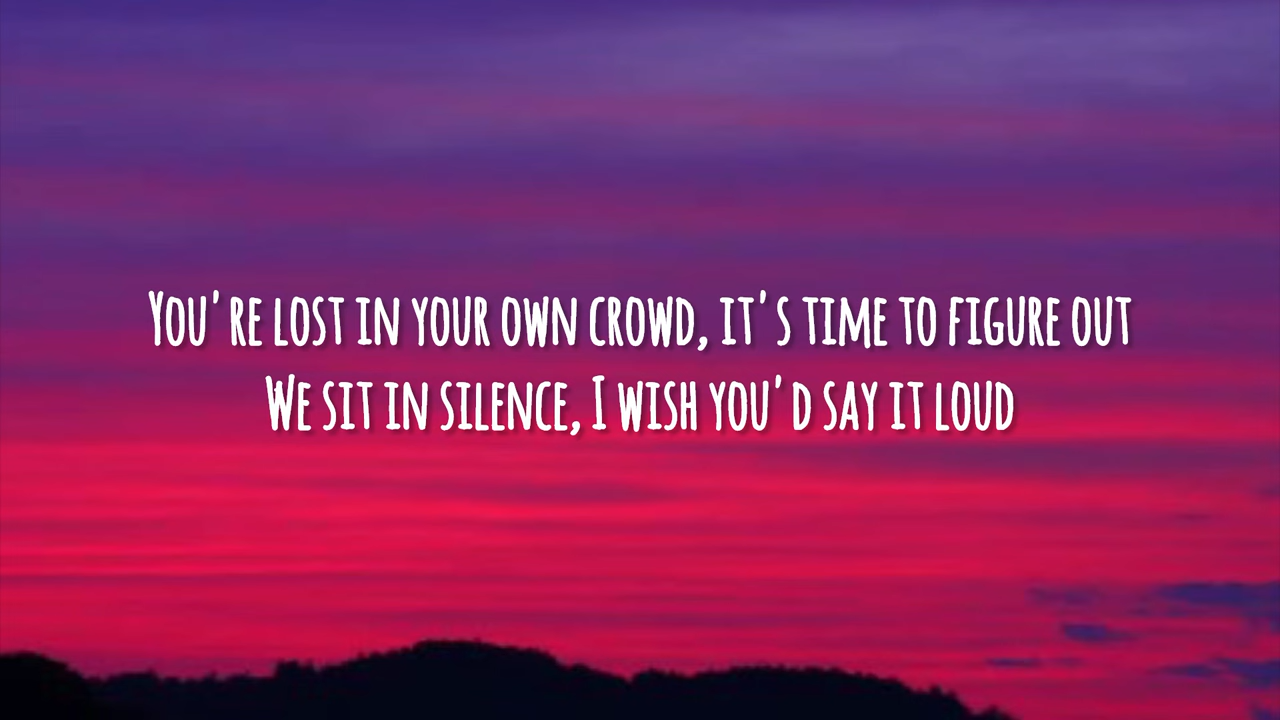 You're lost in your own crowd, it's time to figure out
We sit in silence, I wish you'd say it loud